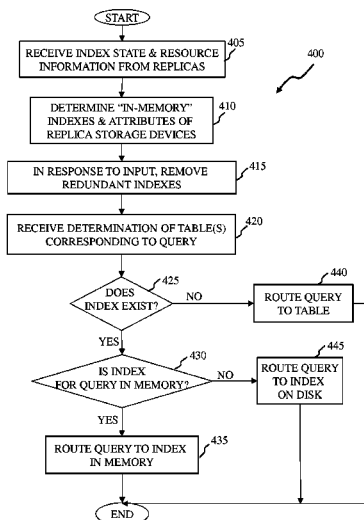 START
405
RECEIVE INDEX STATE & RESOURCE
INFORMATION FROM REPLICAS
400
DETERMINE "IN-MEMORY"
INDEXES & ATTRIBUTES OF
REPLICA STORAGE DEVICES
410
IN RESPONSE TO INPUT, REMOVE
REDUNDANT INDEXES
415
420
RECEIVE DETERMINATION OF TABLE(S)
CORRESPONDING TO QUERY
425
DOES
INDEX EXIST?
NO
440
ROUTE QUERY
TO TABLE
YES
430
IS INDEX
FOR QUERY IN MEMORY?
NO
445
ROUTE QUERY
TO INDEX
ON DISK
YES
435
ROUTE QUERY TO INDEX
IN MEMORY
END